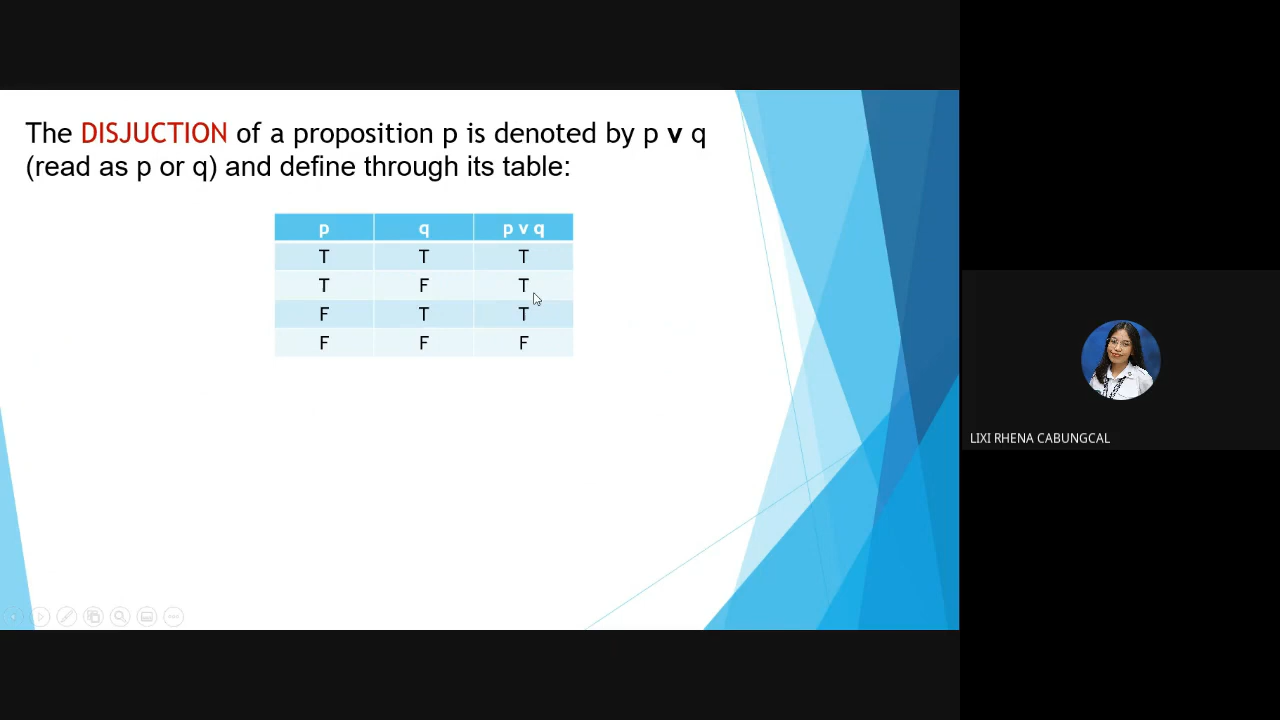 The DISJUCTION of a proposition p is denoted by p v q
(read as p or q) and define through its table:
p q p v q
T T T
T F T
F T T
F F F
LIXI RHENA CABUNGCAL